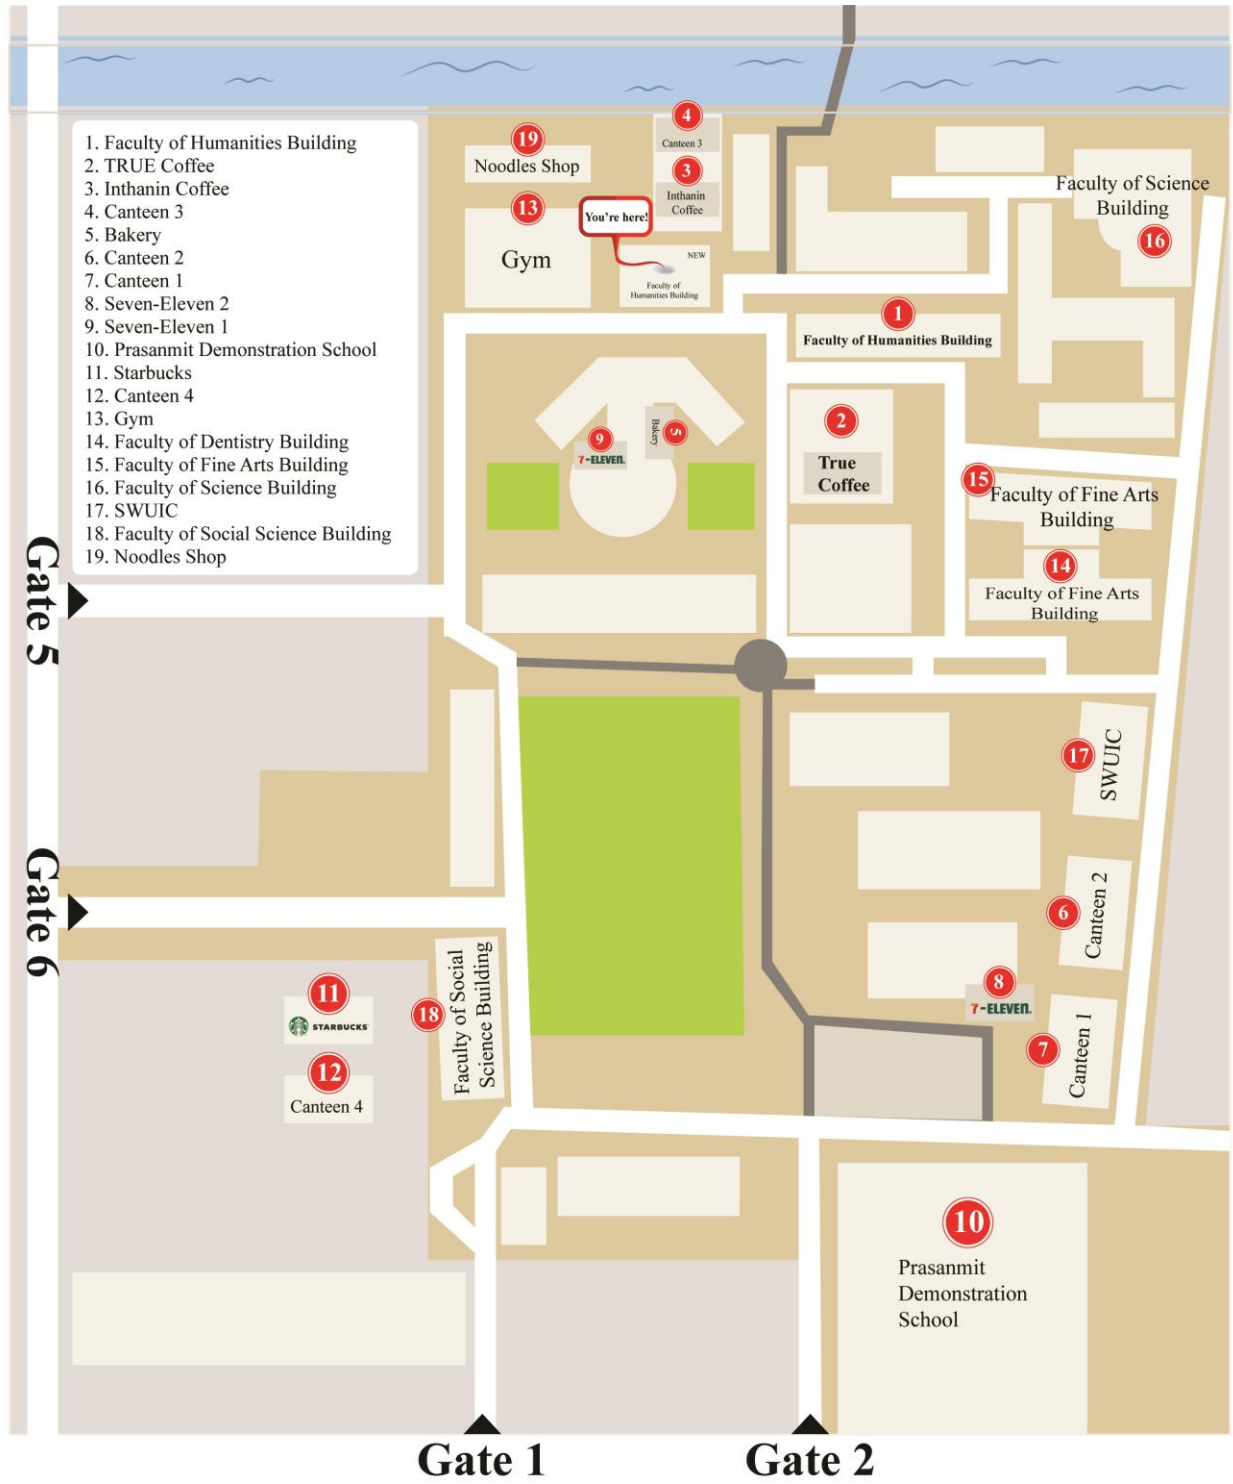 1. Faculty of Humanities Building
2. TRUE Coffee
3. Inthanin Coffee
4. Canteen 3
5. Bakery
6. Canteen 2
7. Canteen 1
8. Seven-Eleven 2
9. Seven-Eleven 1
10. Prasanmit Demonstration School
11. Starbucks
12. Canteen 4
13. Gym
14. Faculty of Dentistry Building
15. Faculty of Fine Arts Building
16. Faculty of Science Building
17. SWUIC
18. Faculty of Social Science Building
19. Noodles Shop
19
Noodles Shop
4
Canteen 3
3
Inthanin
Coffee
13
Gym
You're here!
NEW
Faculty of
Humanities Building
Faculty of Science
Building
16
1
Faculty of Humanities Building
2
True
Coffee
9
7-ELEVEN.
Bakery
5
15
Faculty of Fine Arts
Building
14
Faculty of Fine Arts
Building
Gate 5
17
SWUIC
6
Canteen 2
Gate 6
8
7-ELEVEN.
7
Canteen 1
11
STARBUCKS
12
Canteen 4
18
Faculty of Social
Science Building
10
Prasanmit
Demonstration
School
Gate 1
Gate 2